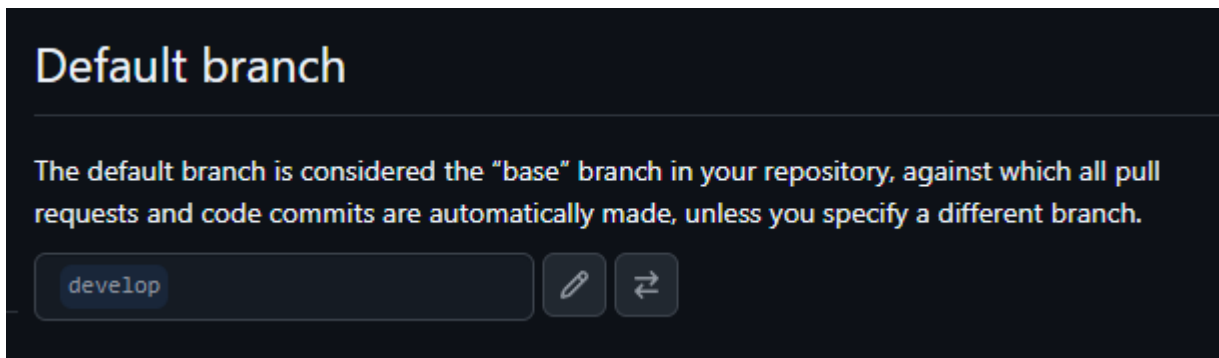 Default branch
The default branch is considered the “base” branch in your repository, against which all pull
requests and code commits are automatically made, unless you specify a different branch.
develop